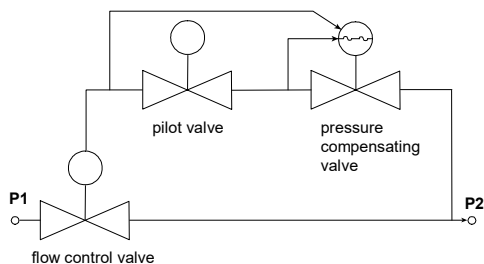 pilot valve
pressure
compensating
valve
P1
P2
flow control valve